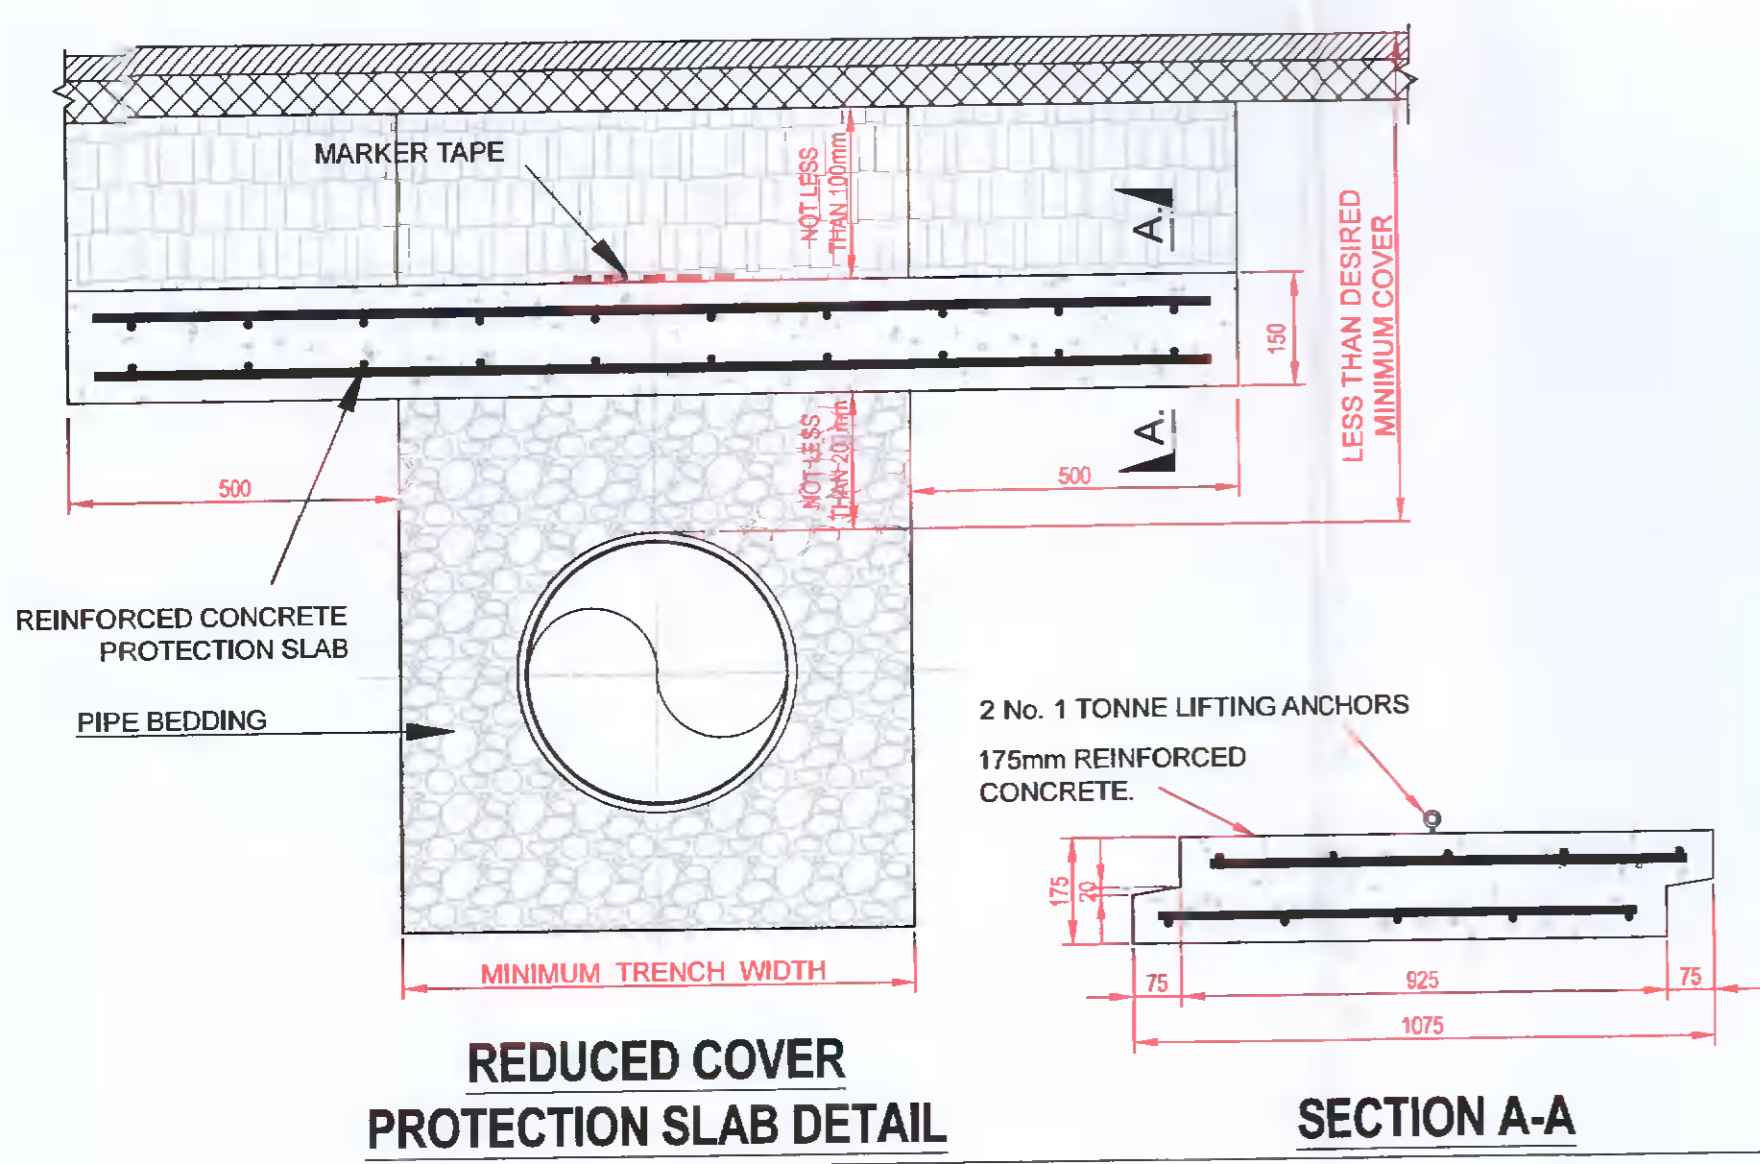 MARKER TAPE
NOT LESS
THAN 100mm
A.
A.
150
LESS THAN DESIRED
MINIMUM COVER
500
NOT LESS
500
REINFORCED CONCRETE
PROTECTION SLAB
PIPE BEDDING
MINIMUM TRENCH WIDTH
REDUCED COVER
PROTECTION SLAB DETAIL
2 No. 1 TONNE LIFTING ANCHORS
175mm REINFORCED
CONCRETE.
175
20
75
925
75
1075
SECTION A-A